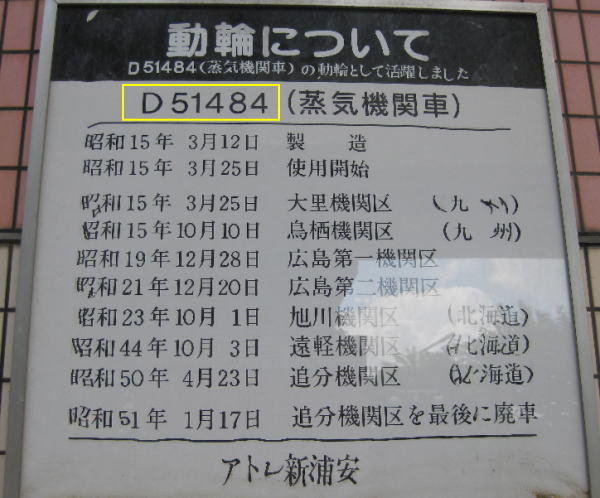 動輪について
D51484(蒸気機関車)の動輪として活躍しました
D51484(蒸気機関車)
昭和15年 3月12日 製 造
昭和15年 3月25日 使用開始
昭和15年 3月25日 大里機関区 (九州)
昭和15年10月10日 鳥栖機関区 (九州)
昭和19年12月28日 広島第一機関区
昭和21年12月20日 広島第二機関区
昭和23年10月 1日 旭川機関区 (北海道)
昭和44年10月 3日 遠軽機関区 (北海道)
昭和50年 4月23日 追分機関区 (北海道)
昭和51年 1月17日 追分機関区を最後に廃車
アトレ新浦安